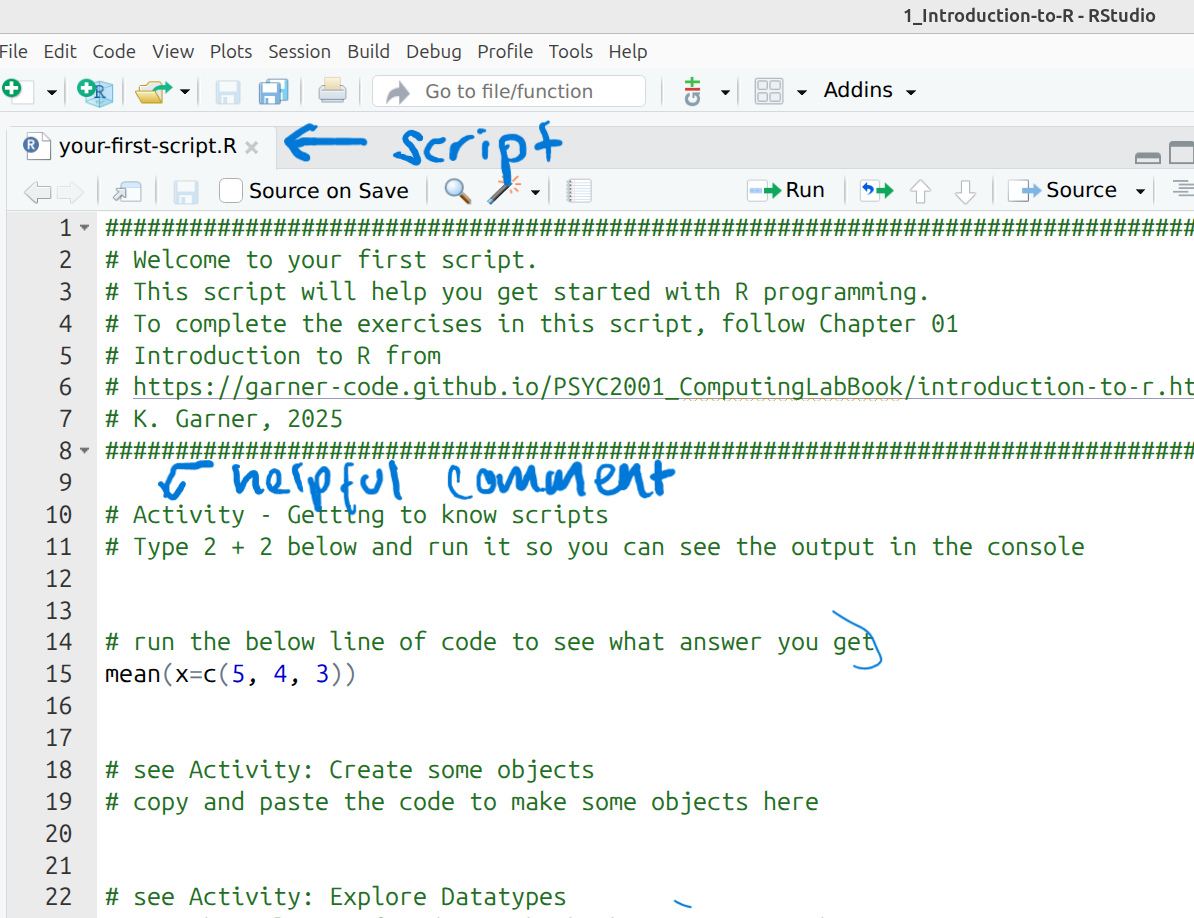 1_Introduction-to-R - RStudio
File Edit Code View Plots Session Build Debug Profile Tools Help
Go to file/function Addins
your-first-script.R script
Source on Save Run Source
1 ##############################################################################
2 # Welcome to your first script.
3 # This script will help you get started with R programming.
4 # To complete the exercises in this script, follow Chapter 01
5 # Introduction to R from
6 # https://garner-code.github.io/PSYC2001_ComputingLabBook/introduction-to-r.ht
7 # K. Garner, 2025
8 ##############################################################################
helpful comment
9
10 # Activity - Getting to know scripts
11 # Type 2 + 2 below and run it so you can see the output in the console
12
13
14 # run the below line of code to see what answer you get
15 mean(x=c(5, 4, 3))
16
17
18 # see Activity: Create some objects
19 # copy and paste the code to make some objects here
20
21
22 # see Activity: Explore Datatypes